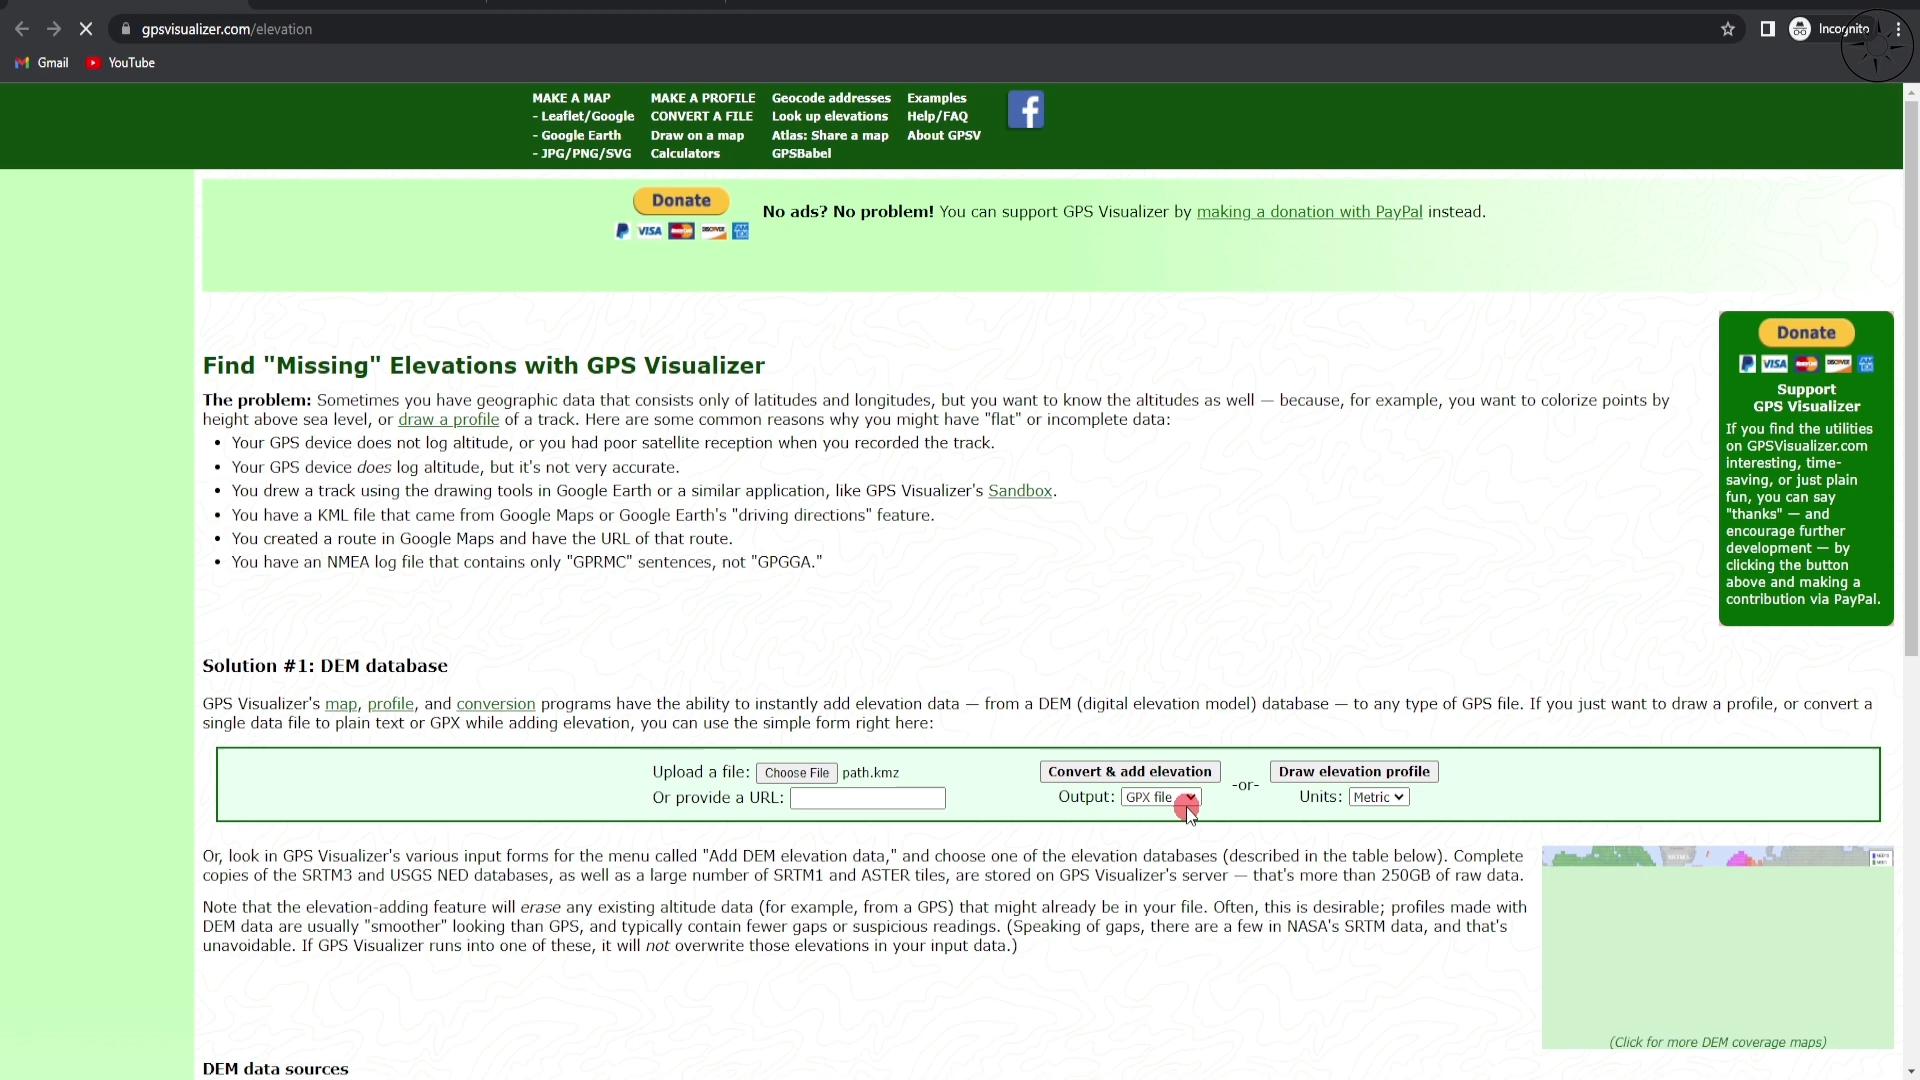 gpsvisualizer.com/elevation
Incognito
Gmail
YouTube
MAKE A MAP
- Leaflet/Google
- Google Earth
- JPG/PNG/SVG
MAKE A PROFILE
CONVERT A FILE
Draw on a map
Calculators
Geocode addresses
Look up elevations
Atlas: Share a map
GPSBabel
Examples
Help/FAQ
About GPSV
Donate
VISA
No ads? No problem! You can support GPS Visualizer by making a donation with PayPal instead.
Donate
VISA
Support
GPS Visualizer
If you find the utilities
on GPSVisualizer.com
interesting, time-
saving, or just plain
fun, you can say
"thanks" — and
encourage further
development — by
clicking the button
above and making a
contribution via PayPal.
Find "Missing" Elevations with GPS Visualizer
The problem: Sometimes you have geographic data that consists only of latitudes and longitudes, but you want to know the altitudes as well — because, for example, you want to colorize points by
height above sea level, or draw a profile of a track. Here are some common reasons why you might have "flat" or incomplete data:
• Your GPS device does not log altitude, or you had poor satellite reception when you recorded the track.
• Your GPS device does log altitude, but it's not very accurate.
• You drew a track using the drawing tools in Google Earth or a similar application, like GPS Visualizer's Sandbox.
• You have a KML file that came from Google Maps or Google Earth's "driving directions" feature.
• You created a route in Google Maps and have the URL of that route.
• You have an NMEA log file that contains only "GPRMC" sentences, not "GPGGA."
Solution #1: DEM database
GPS Visualizer's map, profile, and conversion programs have the ability to instantly add elevation data — from a DEM (digital elevation model) database — to any type of GPS file. If you just want to draw a profile, or convert a
single data file to plain text or GPX while adding elevation, you can use the simple form right here:
Upload a file: Choose File path.kmz
Or provide a URL:
Convert & add elevation
Output: GPX file
-or-
Draw elevation profile
Units: Metric
Or, look in GPS Visualizer's various input forms for the menu called "Add DEM elevation data," and choose one of the elevation databases (described in the table below). Complete
copies of the SRTM3 and USGS NED databases, as well as a large number of SRTM1 and ASTER tiles, are stored on GPS Visualizer's server — that's more than 250GB of raw data.
Note that the elevation-adding feature will erase any existing altitude data (for example, from a GPS) that might already be in your file. Often, this is desirable; profiles made with
DEM data are usually "smoother" looking than GPS, and typically contain fewer gaps or suspicious readings. (Speaking of gaps, there are a few in NASA's SRTM data, and that's
unavoidable. If GPS Visualizer runs into one of these, it will not overwrite those elevations in your input data.)
(Click for more DEM coverage maps)
DEM data sources